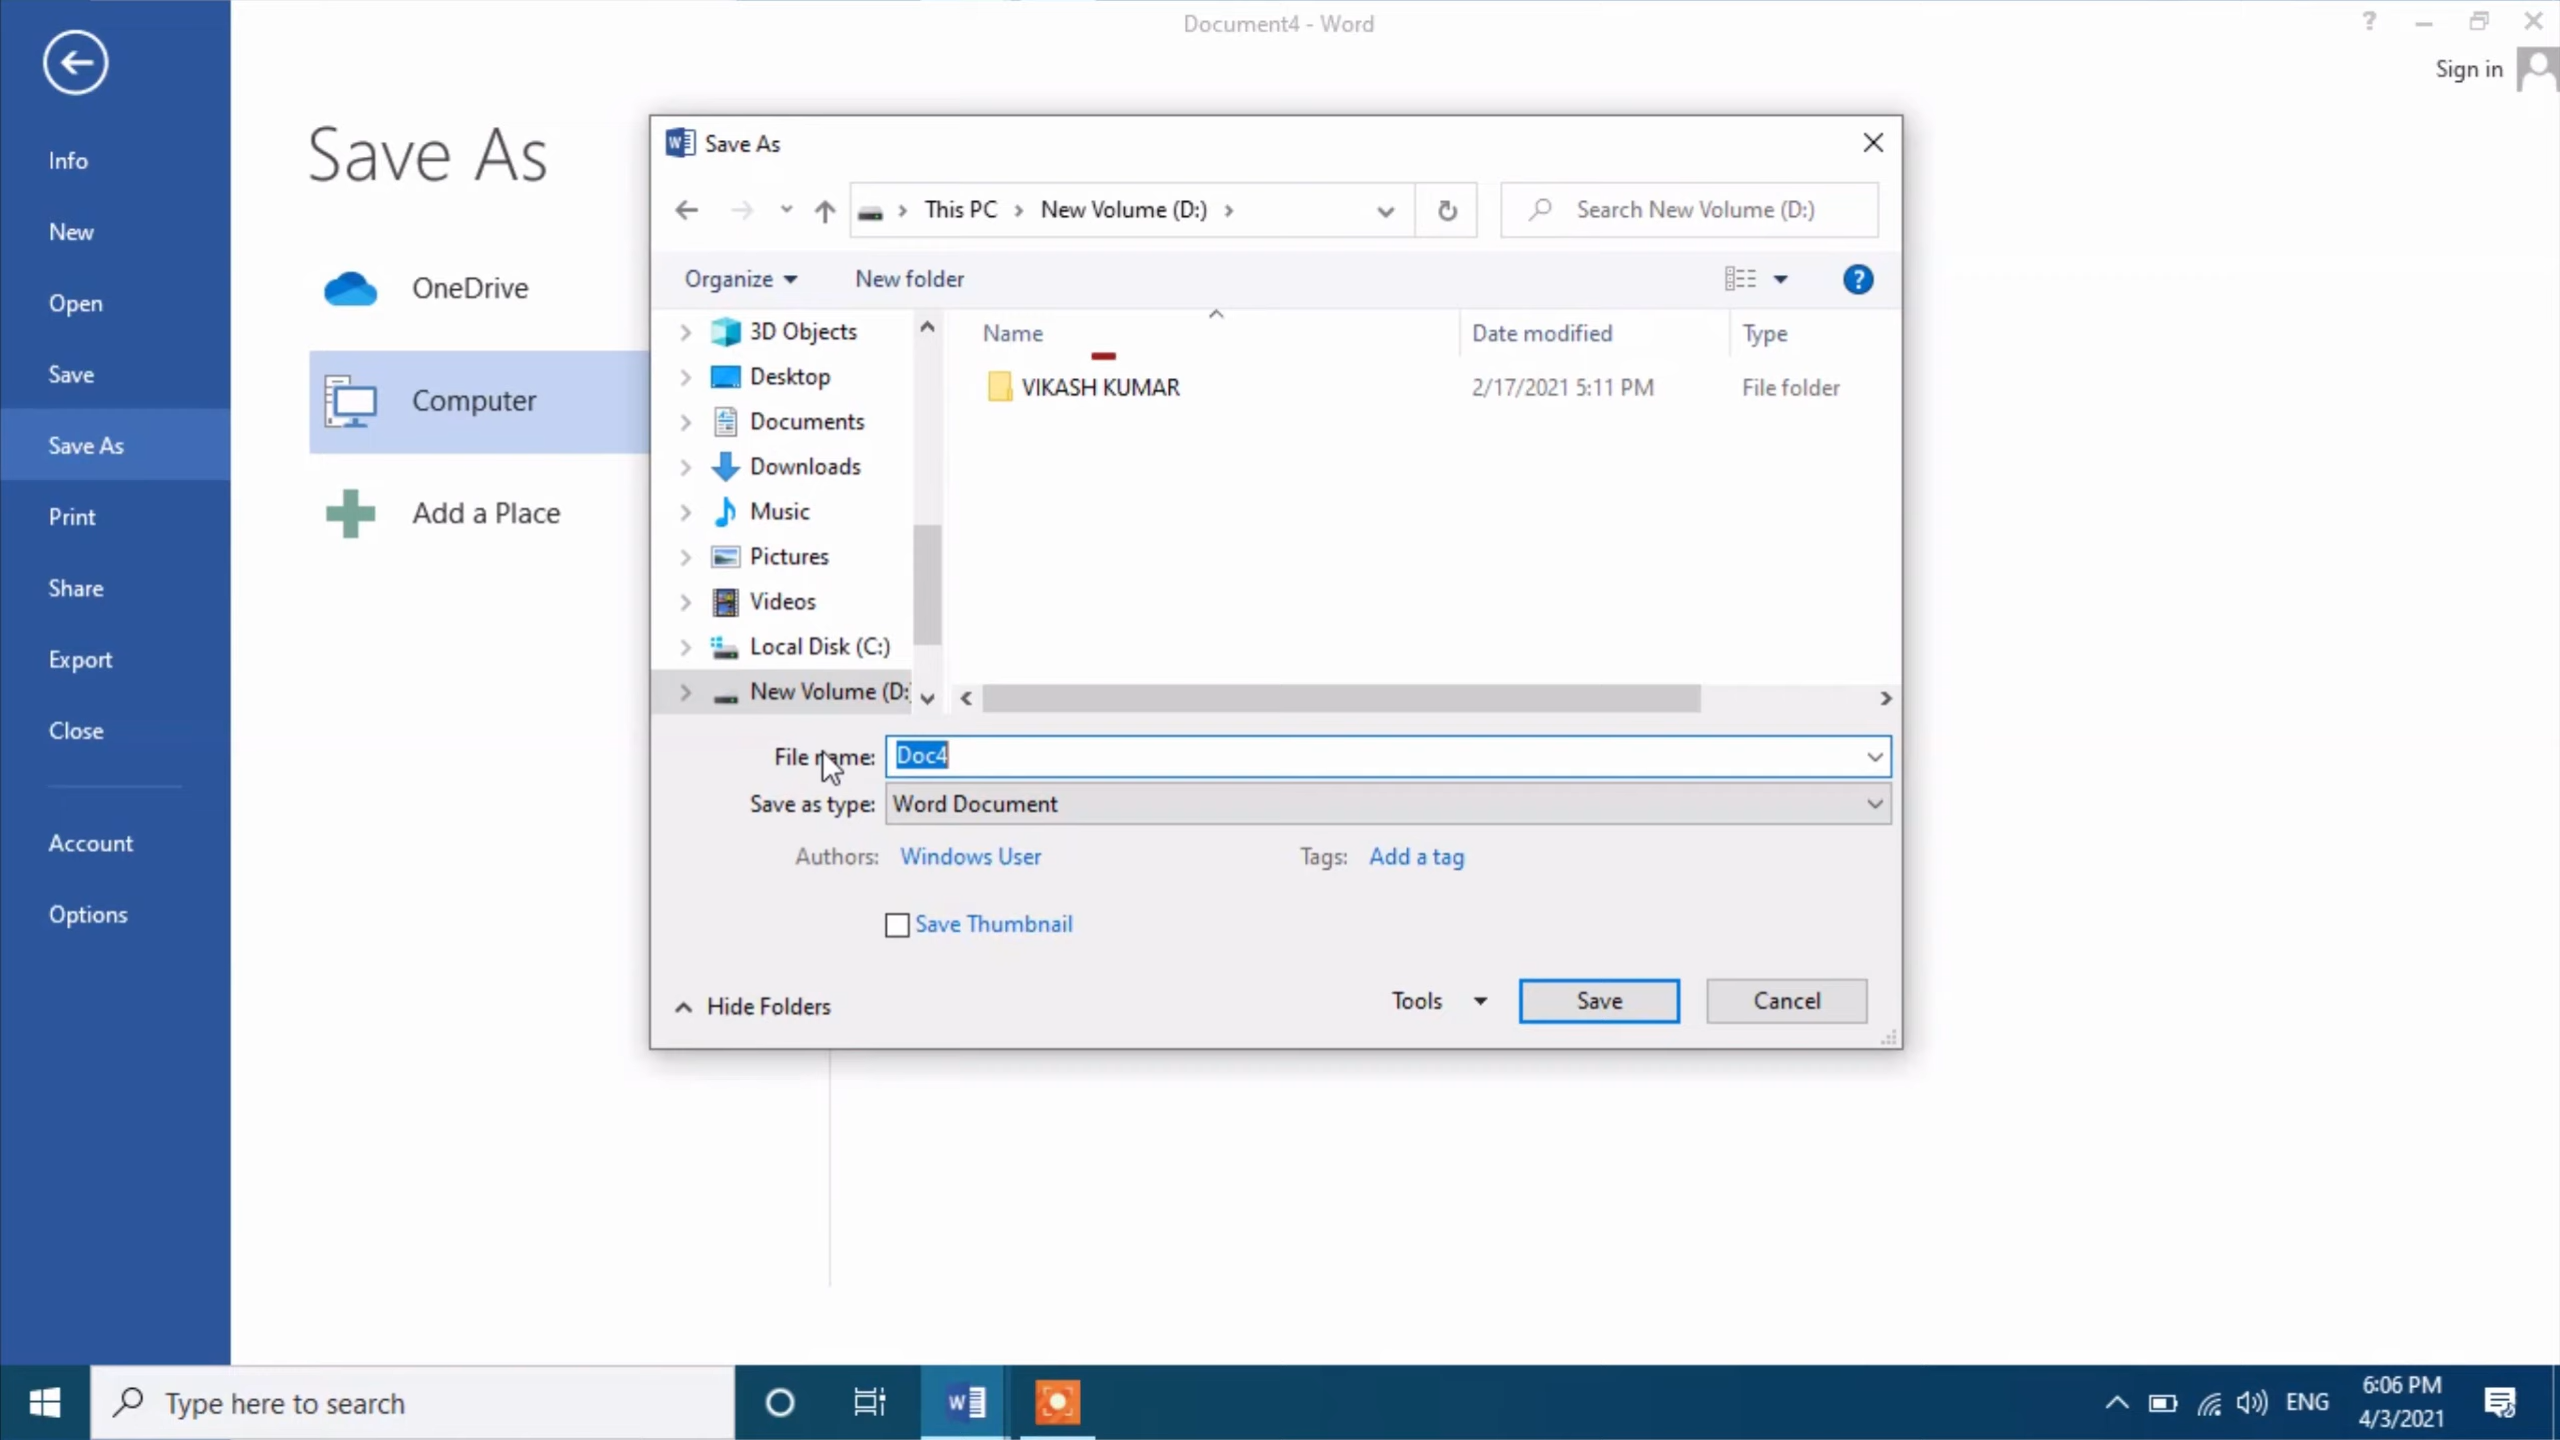 Document4 - Word
?
Sign in
Info
New
Open
Save
Save As
Print
Share
Export
Close
Account
Options
Save As
OneDrive
Computer
Add a Place
Save As
This PC > New Volume (D:) >
Search New Volume (D:)
Organize
New folder
?
3D Objects
Desktop
Documents
Downloads
Music
Pictures
Videos
Local Disk (C:)
New Volume (D:
Name
Date modified
Type
VIKASH KUMAR
2/17/2021 5:11 PM
File folder
File name: Doc4
Save as type: Word Document
Authors: Windows User
Tags: Add a tag
Save Thumbnail
Hide Folders
Tools
Save
Cancel
Type here to search
ENG
6:06 PM
4/3/2021